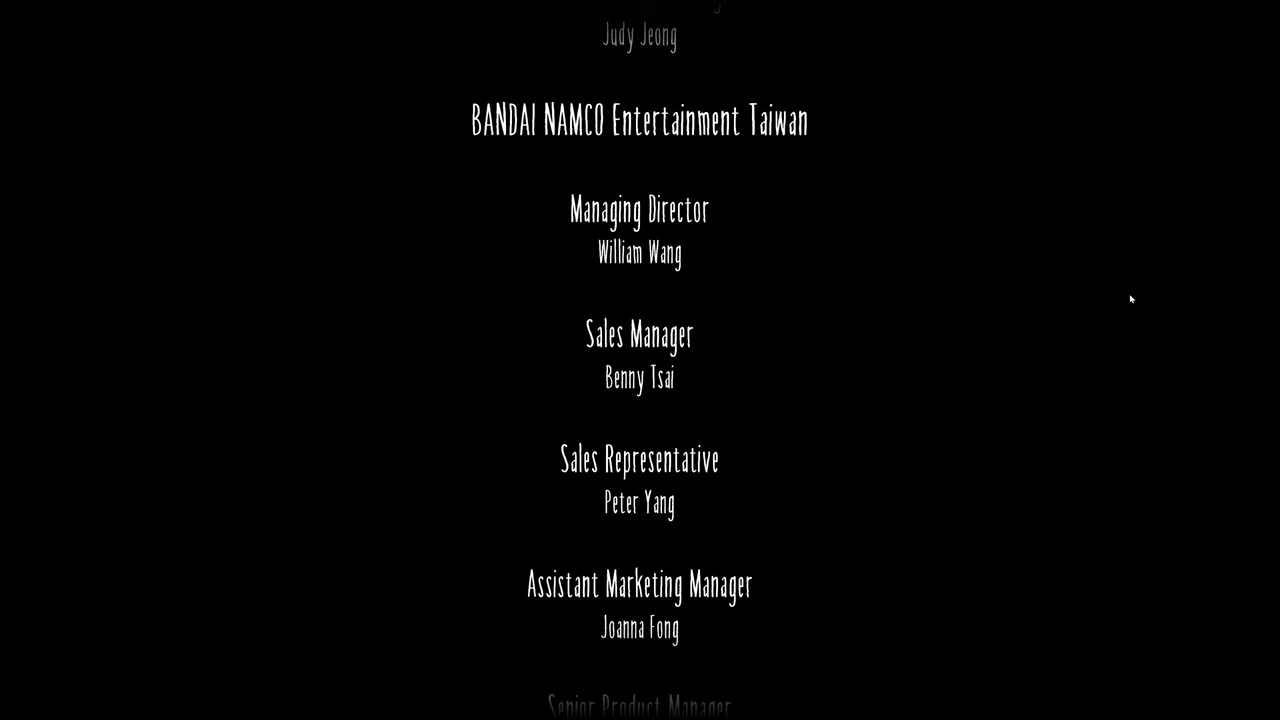 Judy Jeong
BANDAI NAMCO Entertainment Taiwan
Managing Director
William Wang
Sales Manager
Benny Tsai
Sales Representative
Peter Yang
Assistant Marketing Manager
Joanna Fong
Senior Product Manager